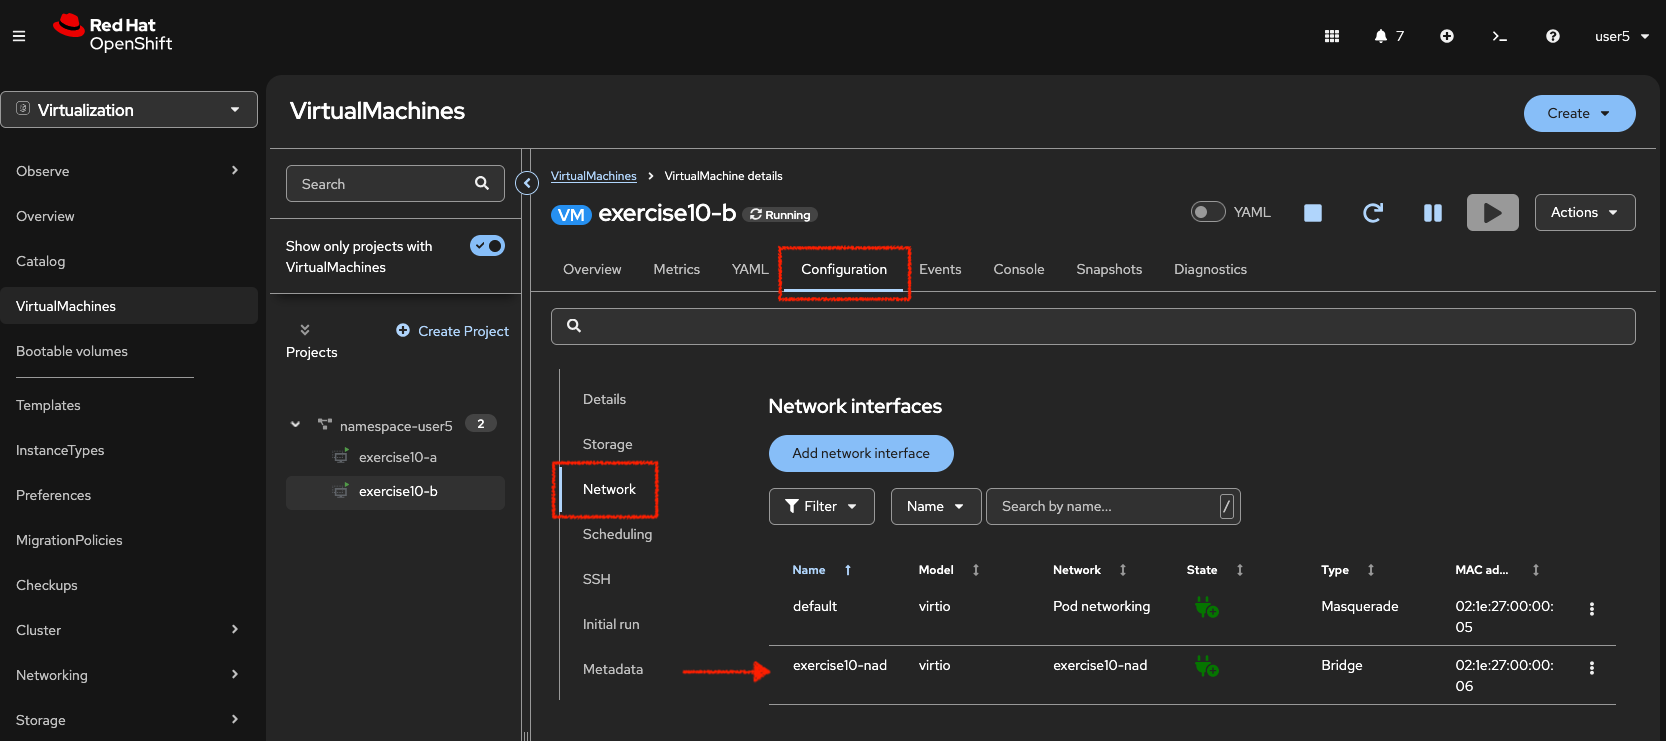 Red Hat
OpenShift
7
user5
Virtualization
Observe
Overview
Catalog
VirtualMachines
Bootable volumes
Templates
InstanceTypes
Preferences
MigrationPolicies
Checkups
Cluster
Networking
Storage
VirtualMachines
Create
Search
Show only projects with
VirtualMachines
Create Project
Projects
namespace-user5 2
exercise10-a
exercise10-b
VirtualMachines > VirtualMachine details
VM exercise10-b Running
YAML
Actions
Overview Metrics YAML Configuration Events Console Snapshots Diagnostics
Details
Storage
Network
Scheduling
SSH
Initial run
Metadata
Network interfaces
Add network interface
Filter Name Search by name... /
Name Model Network State Type MAC ad...
default virtio Pod networking Masquerade 02:1e:27:00:00:
05
exercise10-nad virtio exercise10-nad Bridge 02:1e:27:00:00:
06